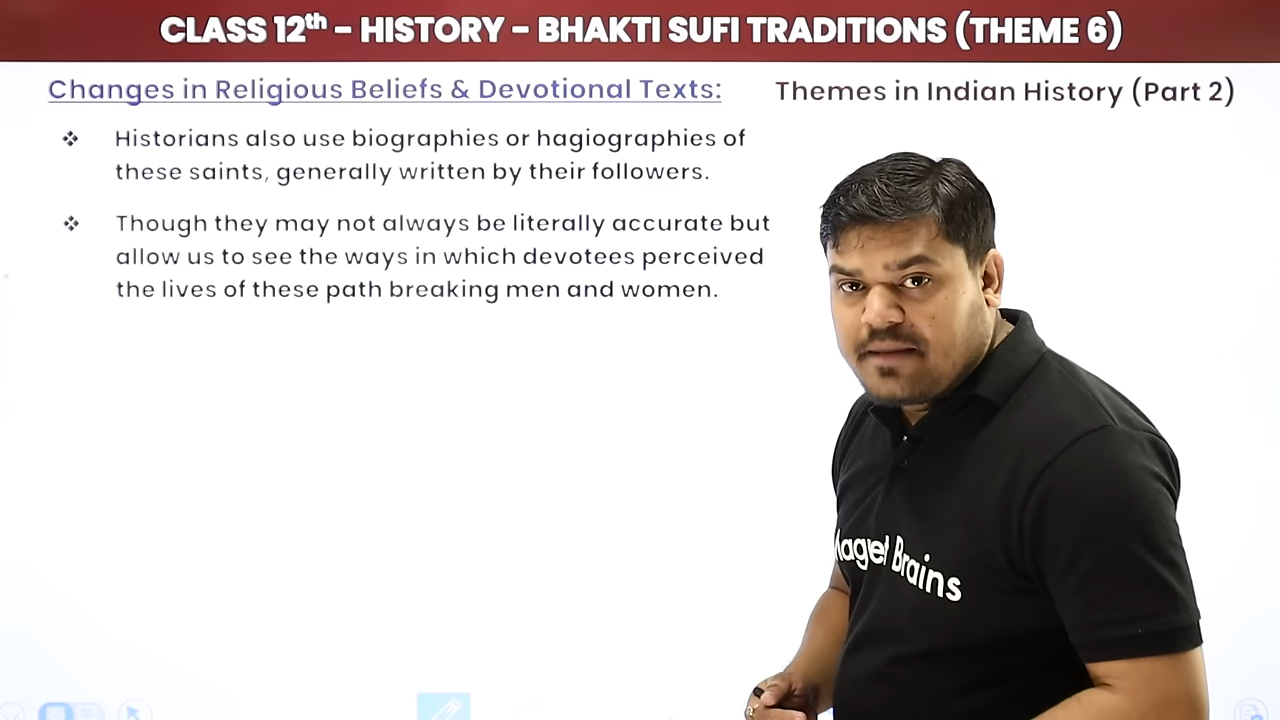 CLASS 12th - HISTORY - BHAKTI SUFI TRADITIONS (THEME 6)
Changes in Religious Beliefs & Devotional Texts:
Themes in Indian History (Part 2)
❖ Historians also use biographies or hagiographies of
these saints, generally written by their followers.
❖ Though they may not always be literally accurate but
allow us to see the ways in which devotees perceived
the lives of these path breaking men and women.
Magnet Brains